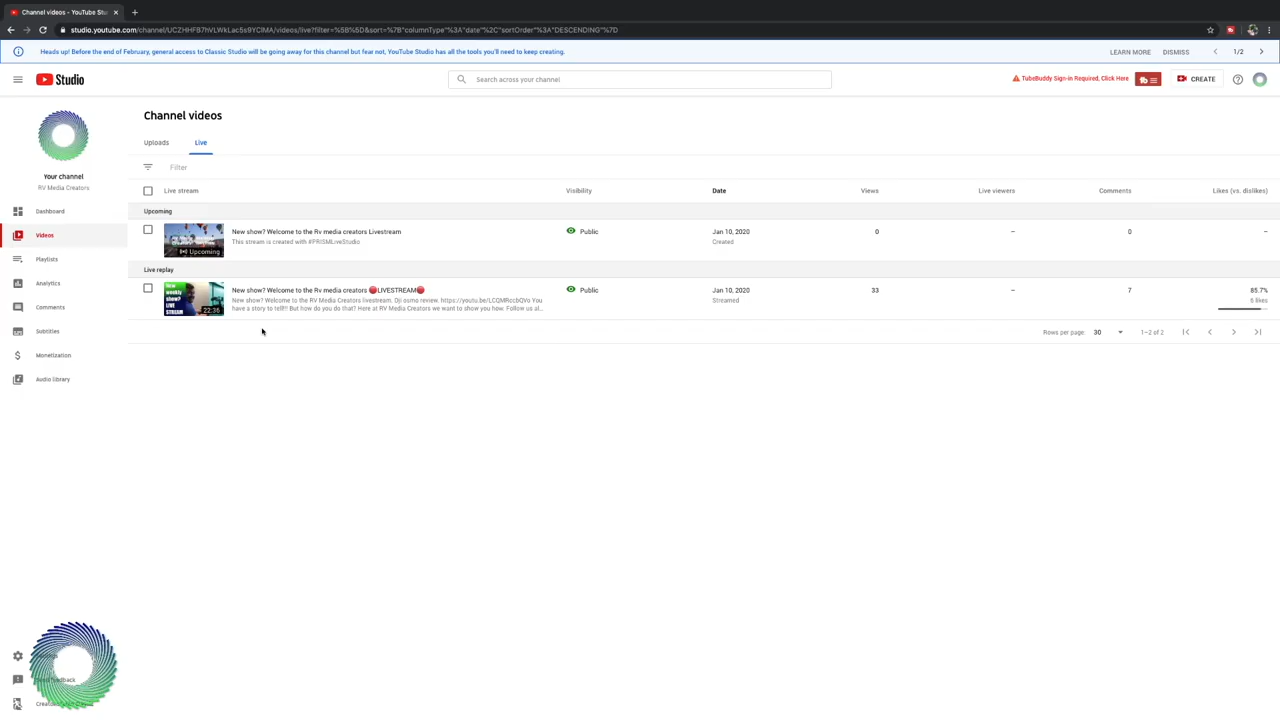 Channel videos - YouTube Stu
studio.youtube.com/channel/UCZHHFB7hVLWkLac5s9YCIMA/videos/live?filter=%5B%5D&sort=%7B"columnType"%3A"date"%2C"sortOrder"%3A"DESCENDING"%7D
Heads up! Before the end of February, general access to Classic Studio will be going away for this channel but fear not, YouTube Studio has all the tools you'll need to keep creating.
LEARN MORE DISMISS 1/2
Studio
Search across your channel
TubeBuddy Sign-in Required, Click Here
CREATE
Channel videos
Uploads Live
Filter
Your channel
RV Media Creators
Dashboard
Videos
Playlists
Analytics
Comments
Subtitles
Monetization
Audio library
Live stream Visibility Date Views Live viewers Comments Likes (vs. dislikes)
Upcoming
New show? Welcome to the Rv media creators Livestream Public Jan 10, 2020 0 – 0 –
This stream is created with #PRISMLiveStudio Created
Upcoming
Live replay
New show? Welcome to the Rv media creators 🔴LIVESTREAM🔴 Public Jan 10, 2020 33 – 7 85.7%
New show? Welcome to the RV Media Creators livestream. Dji osmo review. https://youtu.be/LCQMRccbQVo You Streamed 6 likes
have a story to tell!!! But how do you do that? Here at RV Media Creators we want to show you how. Follow us at...
New
weekly
show?
LIVE
STREAM
22:36
Rows per page: 30 1–2 of 2